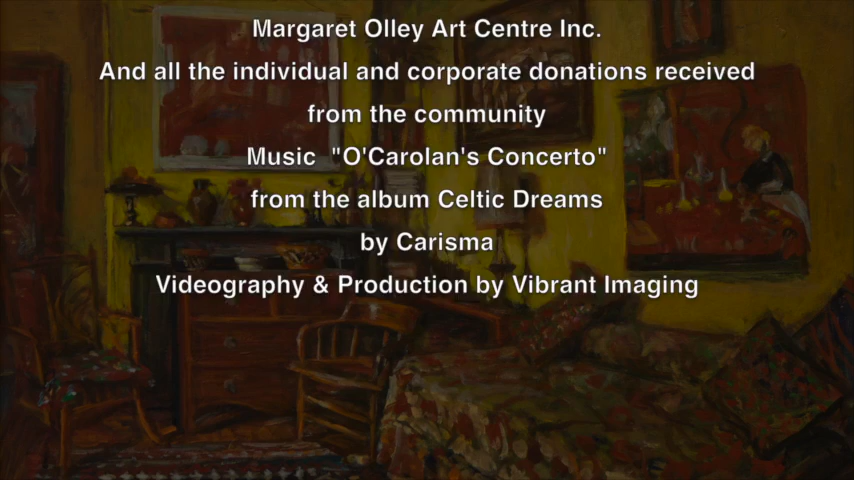 Margaret Olley Art Centre Inc.
And all the individual and corporate donations received
from the community
Music  "O'Carolan's Concerto"
from the album Celtic Dreams
by Carisma
Videography & Production by Vibrant Imaging